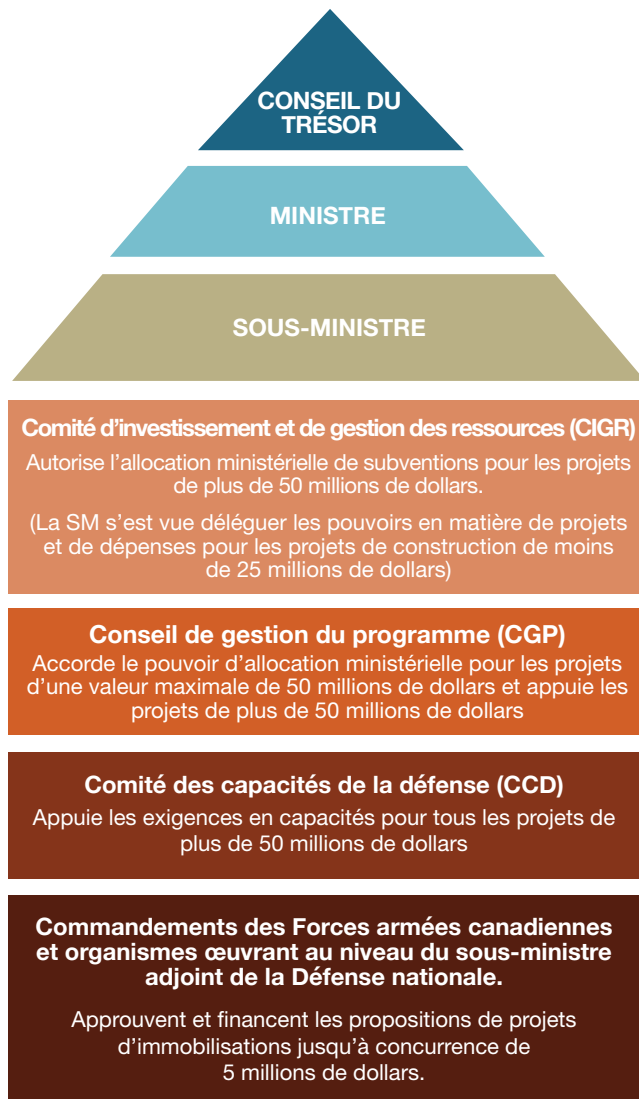 CONSEIL DU
TRÉSOR
MINISTRE
SOUS-MINISTRE
Comité d'investissement et de gestion des ressources (CIGR)
Autorise l'allocation ministérielle de subventions pour les projets
de plus de 50 millions de dollars.
(La SM s'est vue déléguer les pouvoirs en matière de projets
et de dépenses pour les projets de construction de moins
de 25 millions de dollars)
Conseil de gestion du programme (CGP)
Accorde le pouvoir d'allocation ministérielle pour les projets
d'une valeur maximale de 50 millions de dollars et appuie les
projets de plus de 50 millions de dollars
Comité des capacités de la défense (CCD)
Appuie les exigences en capacités pour tous les projets de
plus de 50 millions de dollars
Commandements des Forces armées canadiennes
et organismes œuvrant au niveau du sous-ministre
adjoint de la Défense nationale.
Approuvent et financent les propositions de projets
d'immobilisations jusqu'à concurrence de
5 millions de dollars.